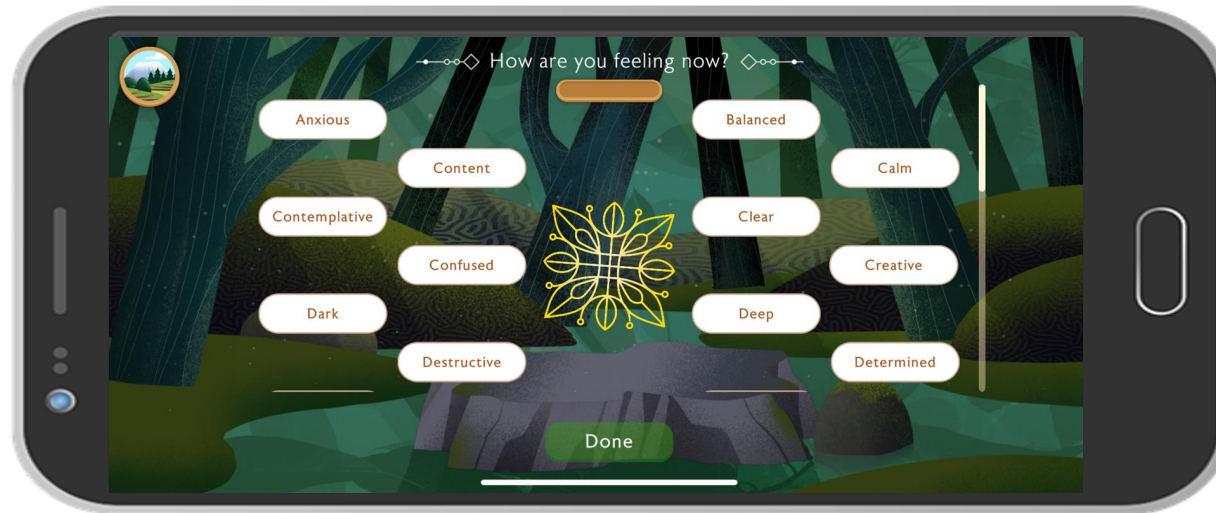 How are you feeling now?
Anxious
Balanced
Content
Calm
Contemplative
Clear
Confused
Creative
Dark
Deep
Destructive
Determined
Done